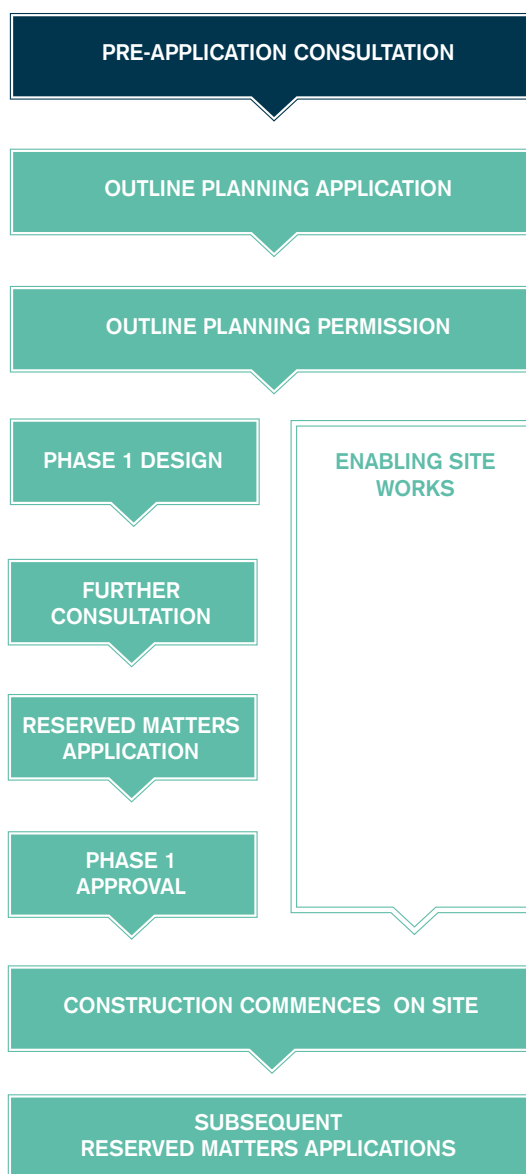 PRE-APPLICATION CONSULTATION
OUTLINE PLANNING APPLICATION
OUTLINE PLANNING PERMISSION
PHASE 1 DESIGN
ENABLING SITE
WORKS
FURTHER
CONSULTATION
RESERVED MATTERS
APPLICATION
PHASE 1
APPROVAL
CONSTRUCTION COMMENCES ON SITE
SUBSEQUENT
RESERVED MATTERS APPLICATIONS